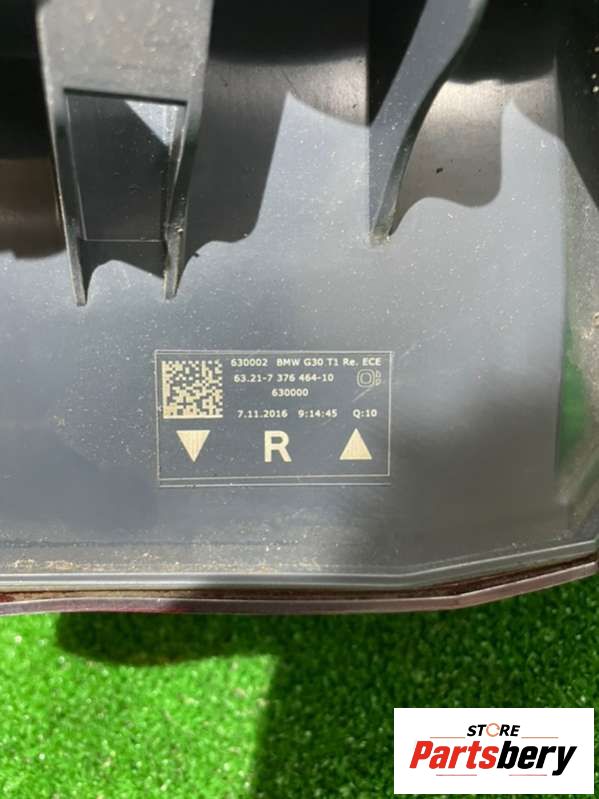 630002 BMW G30 T1 Re. ECE
63.21-7 376 464-10
630000
7.11.2016 9:14:45 Q:10
R
STORE
Partsbery